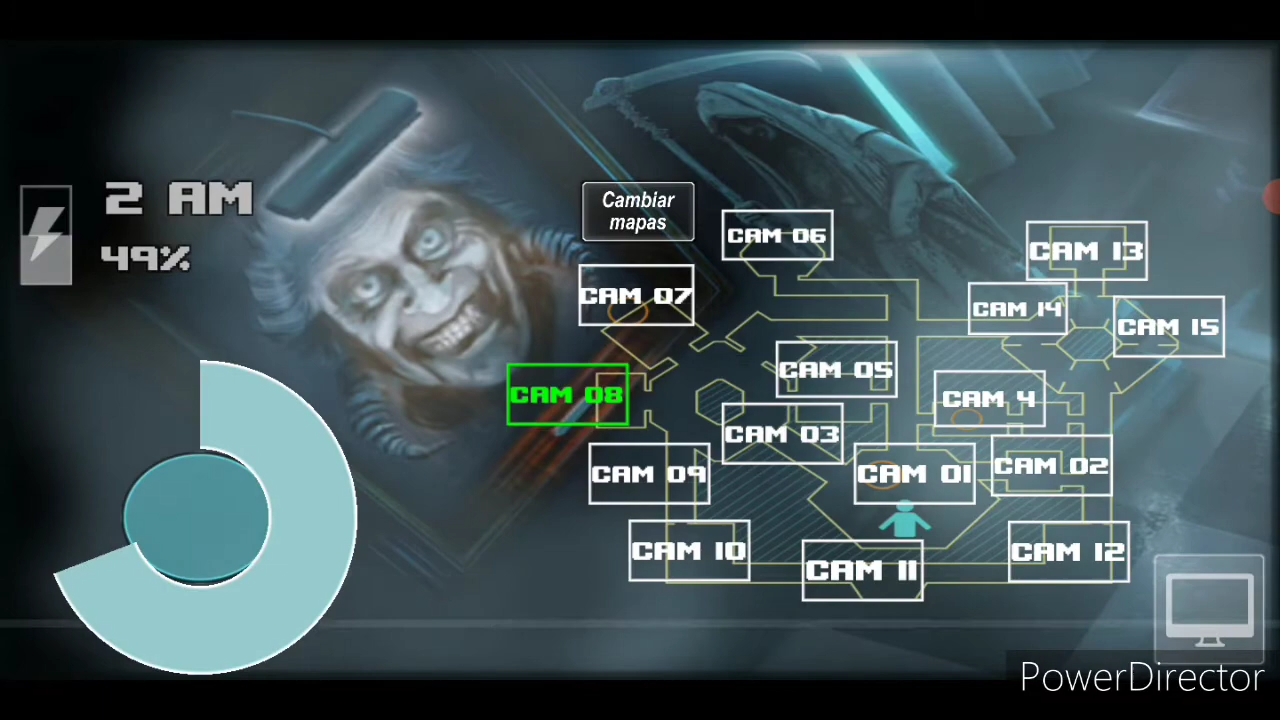 2 AM
49%
Cambiar
mapas
CAM 06
CAM 13
CAM 07
CAM 14
CAM 15
CAM 05
CAM 08
CAM 4
CAM 03
CAM 02
CAM 09
CAM 01
CAM 10
CAM 12
CAM 11
PowerDirector